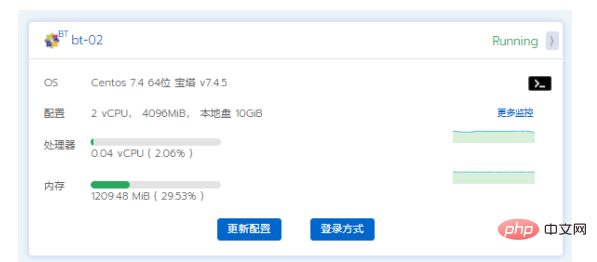 BT bt-02 Running
OS Centos 7.4 64位 宝塔 v7.4.5
配置 2 vCPU， 4096MiB， 本地盘 10GiB 更多监控
处理器 0.04 vCPU ( 2.06% )
内存 1209.48 MiB ( 29.53% )
更新配置 登录方式
php 中文网